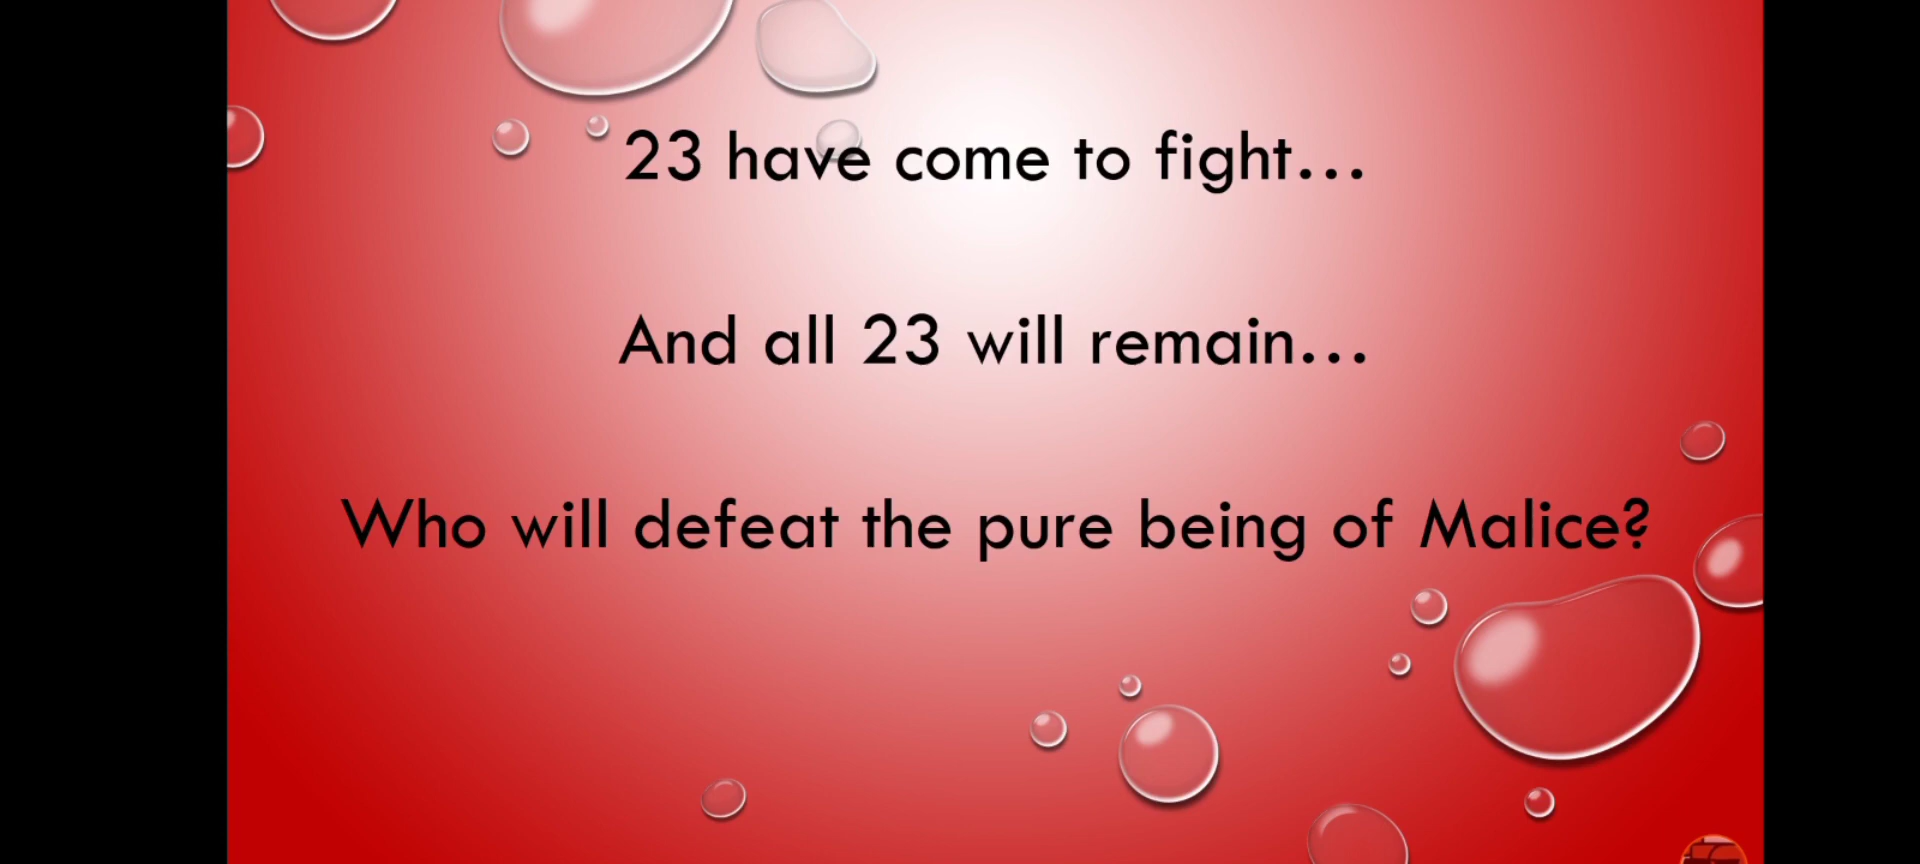 23 have come to fight...
And all 23 will remain...
Who will defeat the pure being of Malice?